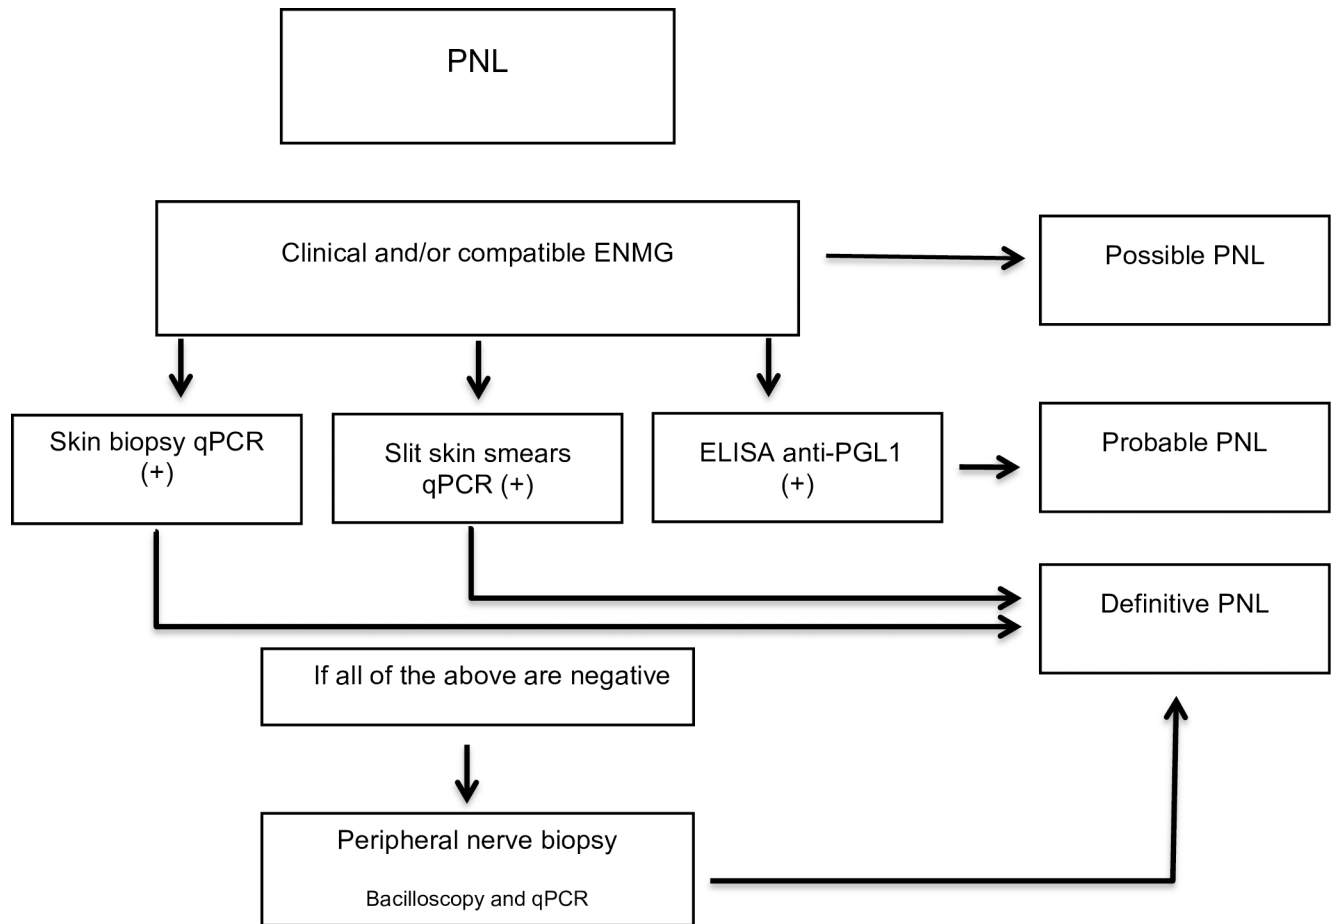 PNL
Clinical and/or compatible ENMG
Possible PNL
Skin biopsy qPCR
(+)
Slit skin smears
qPCR (+)
ELISA anti-PGL1
(+)
Probable PNL
Definitive PNL
If all of the above are negative
Peripheral nerve biopsy
Bacilloscopy and qPCR